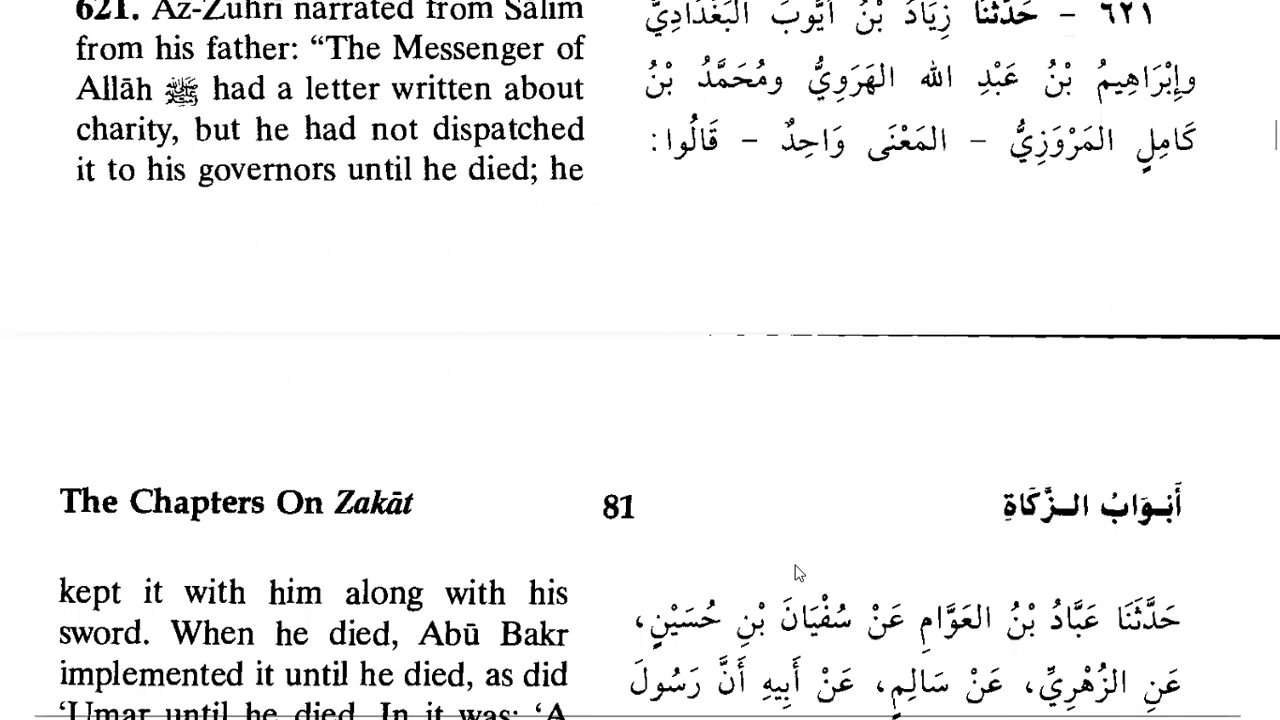 621. Az-Zuhrī narrated from Sālim
from his father: “The Messenger of
Allāh ﷺ had a letter written about
charity, but he had not dispatched
it to his governors until he died; he
٦٢١ – حَدَّثَنَا زِيَادُ بْنُ أَيُّوبَ الْبَغْدَادِيُّ
وإِبْرَاهِيمُ بْنُ عَبْدِ الله الهَرَوِيُّ ومُحَمَّدُ بْنُ
كَامِلٍ المَرْوَزِيُّ – المَعْنَى وَاحِدٌ – قَالُوا:
The Chapters On Zakāt
81
أَبْـوَابُ الـزَّكَاةِ
kept it with him along with his
sword. When he died, Abū Bakr
implemented it until he died, as did
‘Umar until he died. In it was: ‘A
حَدَّثَنَا عَبَّادُ بْنُ العَوَّامِ عَنْ سُفْيَانَ بْنِ حُسَيْنٍ،
عَنِ الزُّهْرِيِّ، عَنْ سَالِمٍ، عَنْ أَبِيهِ أَنَّ رَسُولَ